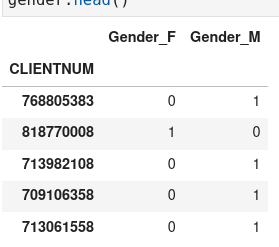 gender.head()
Gender_F Gender_M
CLIENTNUM
768805383 0 1
818770008 1 0
713982108 0 1
709106358 0 1
713061558 0 1